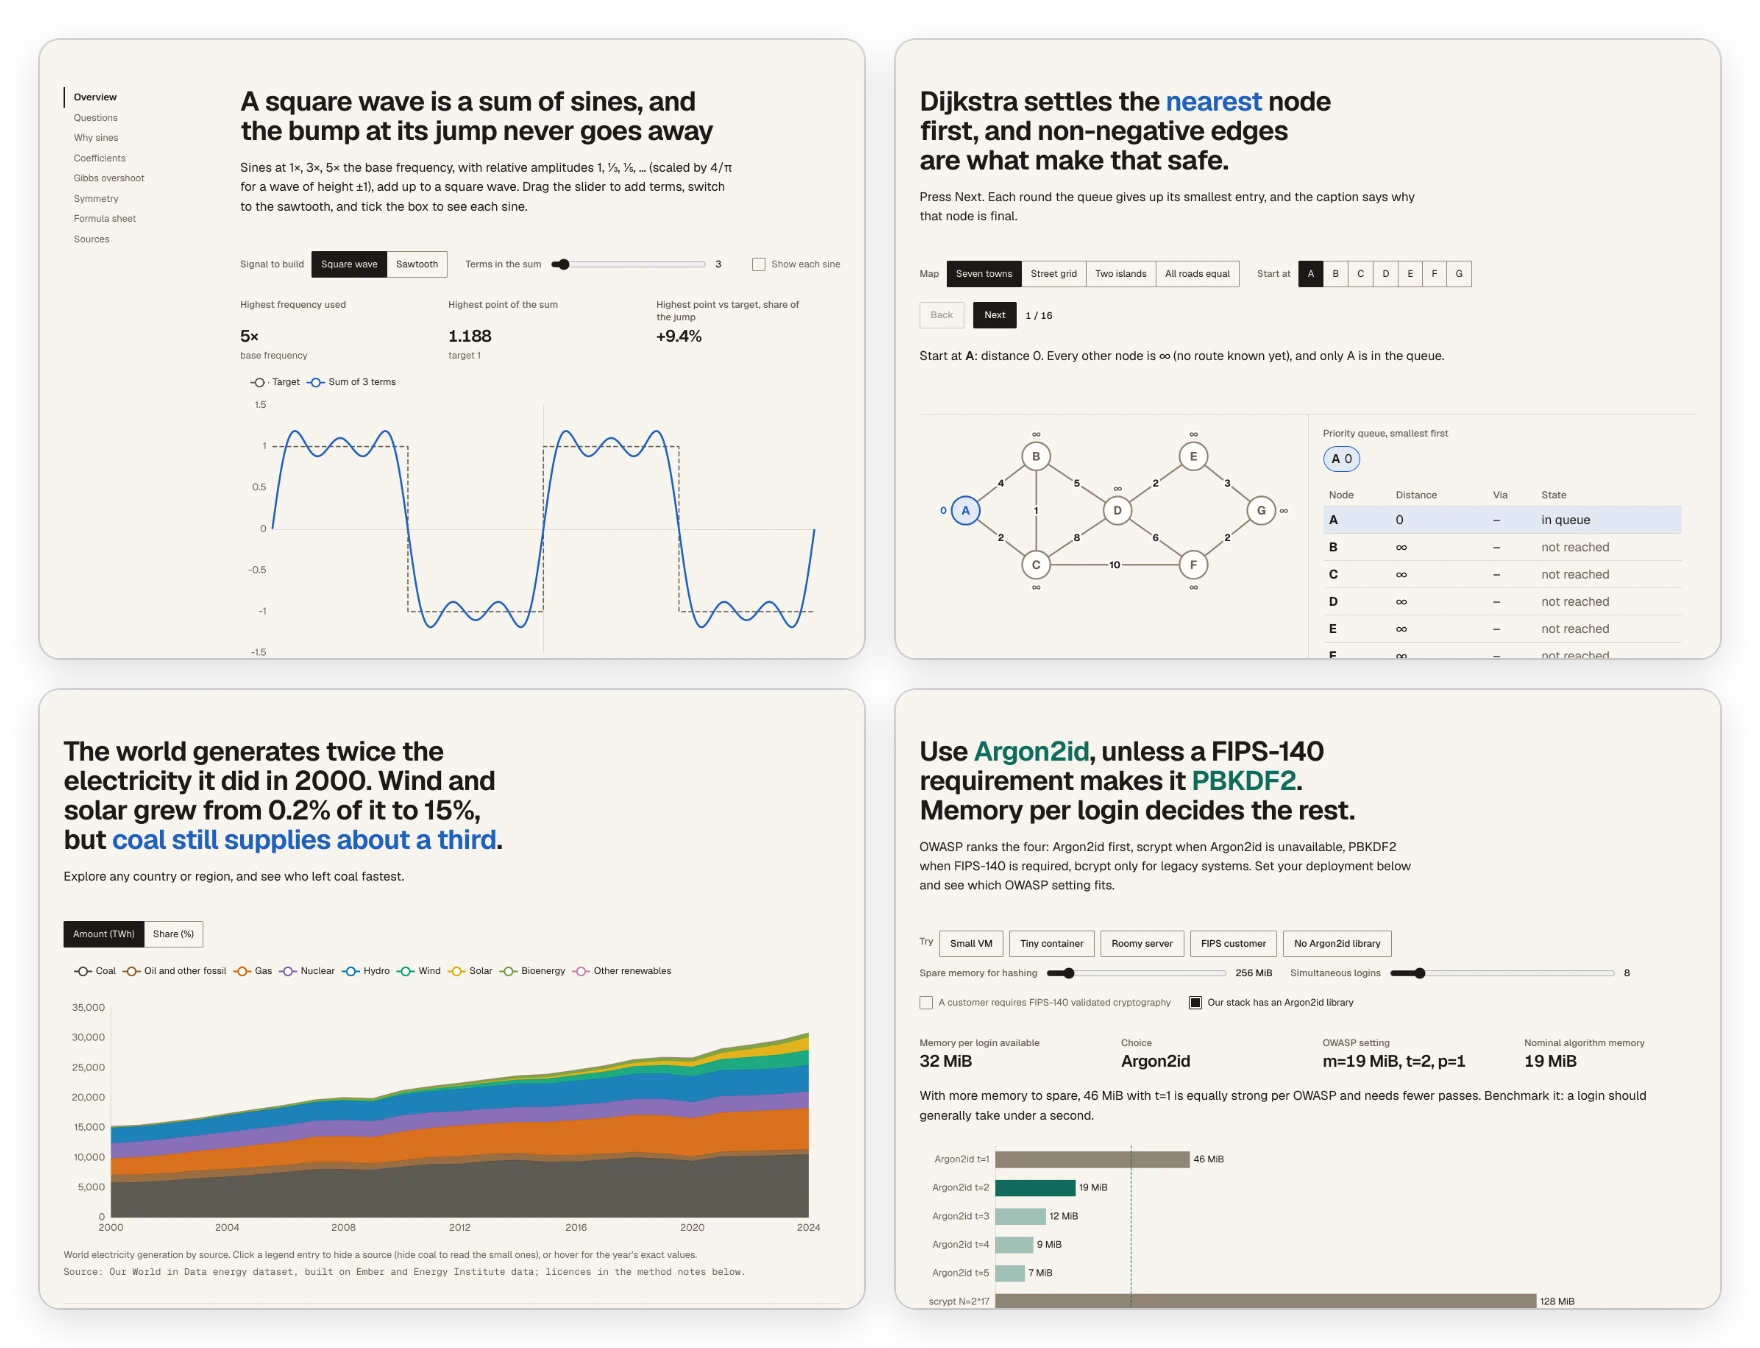 Overview
Questions
Why sines
Coefficients
Gibbs overshoot
Symmetry
Formula sheet
Sources
A square wave is a sum of sines, and
the bump at its jump never goes away
Sines at 1×, 3×, 5× the base frequency, with relative amplitudes 1, ⅓, ⅕, … (scaled by 4/π
for a wave of height ±1), add up to a square wave. Drag the slider to add terms, switch
to the sawtooth, and tick the box to see each sine.
Signal to build Square wave Sawtooth Terms in the sum 3 Show each sine
Highest frequency used Highest point of the sum Highest point vs target, share of
the jump
5× 1.188 +9.4%
base frequency target 1
Target Sum of 3 terms
1.5
1
0.5
0
-0.5
-1
-1.5
Dijkstra settles the nearest node
first, and non-negative edges
are what make that safe.
Press Next. Each round the queue gives up its smallest entry, and the caption says why
that node is final.
Map Seven towns Street grid Two islands All roads equal Start at A B C D E F G
Back Next 1 / 16
Start at A: distance 0. Every other node is ∞ (no route known yet), and only A is in the queue.
∞ ∞
B E
4 5 ∞ 2 3
0 A 1 D G ∞
2 8 6 2
C 10 F
∞ ∞
Priority queue, smallest first
A 0
Node Distance Via State
A 0 – in queue
B ∞ – not reached
C ∞ – not reached
D ∞ – not reached
E ∞ – not reached
F ∞ – not reached
The world generates twice the
electricity it did in 2000. Wind and
solar grew from 0.2% of it to 15%,
but coal still supplies about a third.
Explore any country or region, and see who left coal fastest.
Amount (TWh) Share (%)
Coal Oil and other fossil Gas Nuclear Hydro Wind Solar Bioenergy Other renewables
35,000
30,000
25,000
20,000
15,000
10,000
5,000
0
2000 2004 2008 2012 2016 2020 2024
World electricity generation by source. Click a legend entry to hide a source (hide coal to read the small ones), or hover for the year's exact values.
Source: Our World in Data energy dataset, built on Ember and Energy Institute data; licences in the method notes below.
Use Argon2id, unless a FIPS-140
requirement makes it PBKDF2.
Memory per login decides the rest.
OWASP ranks the four: Argon2id first, scrypt when Argon2id is unavailable, PBKDF2
when FIPS-140 is required, bcrypt only for legacy systems. Set your deployment below
and see which OWASP setting fits.
Try Small VM Tiny container Roomy server FIPS customer No Argon2id library
Spare memory for hashing 256 MiB Simultaneous logins 8
A customer requires FIPS-140 validated cryptography Our stack has an Argon2id library
Memory per login available Choice OWASP setting Nominal algorithm memory
32 MiB Argon2id m=19 MiB, t=2, p=1 19 MiB
With more memory to spare, 46 MiB with t=1 is equally strong per OWASP and needs fewer passes. Benchmark it: a login should
generally take under a second.
Argon2id t=1 46 MiB
Argon2id t=2 19 MiB
Argon2id t=3 12 MiB
Argon2id t=4 9 MiB
Argon2id t=5 7 MiB
scrypt N=2^17 128 MiB